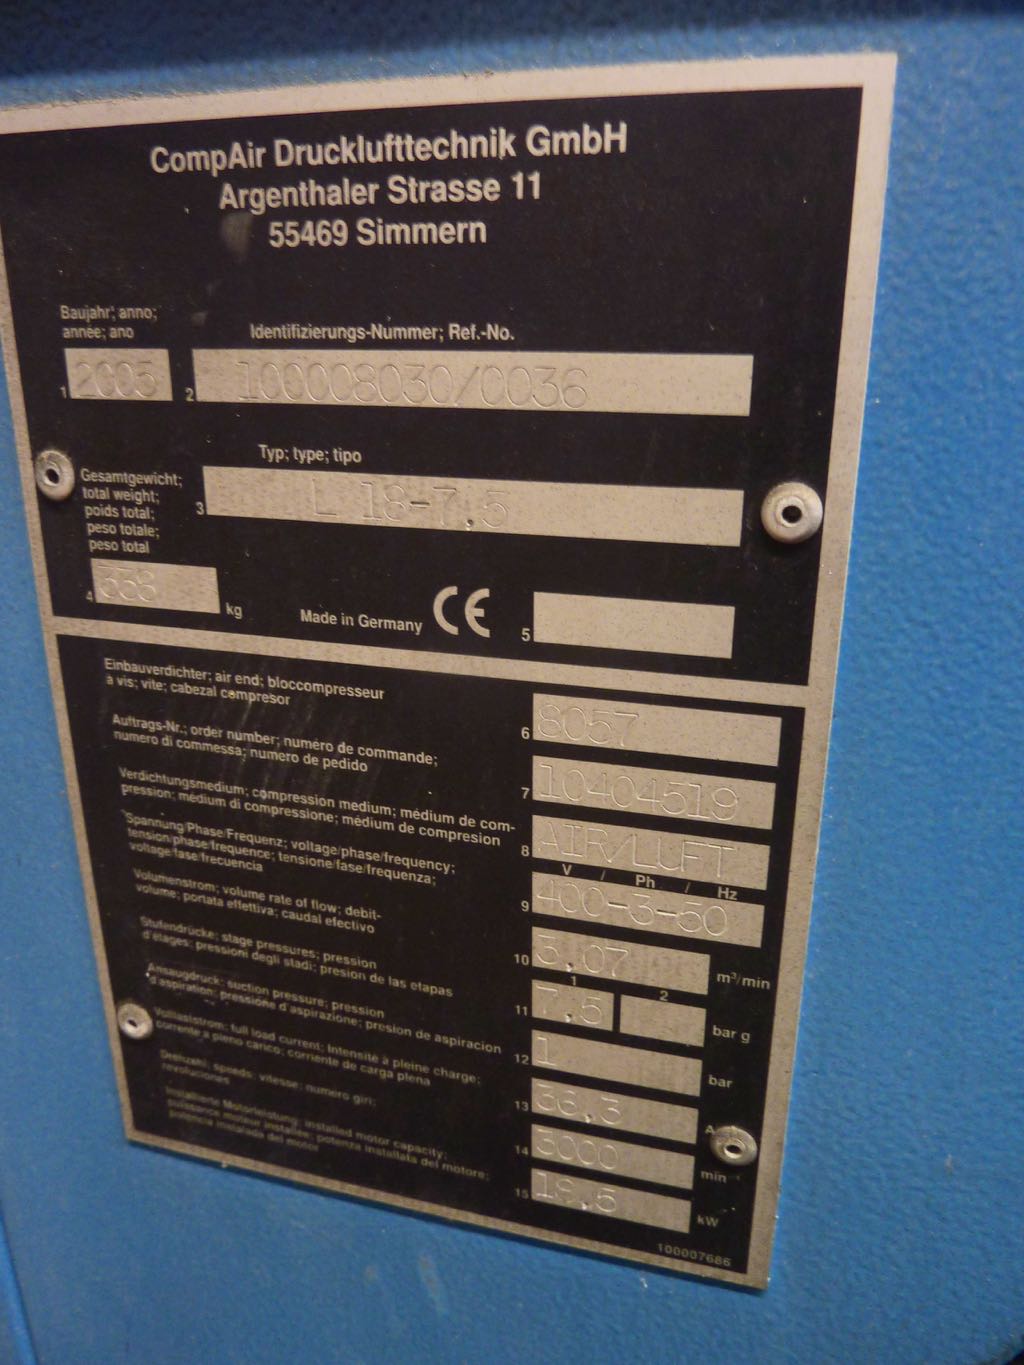 CompAir Drucklufttechnik GmbH
Argenthaler Strasse 11
55469 Simmern
Baujahr; anno;
année; ano
Identifizierungs-Nummer; Ref.-No.
1 2005
2 100008030/0036
Typ; type; tipo
3 L 18-7.5
Gesamtgewicht;
total weight;
poids total;
peso totale;
peso total
4 338 kg
Made in Germany CE 5
Einbauverdichter; air end; bloccompresseur
à vis; vite; cabezal compresor
6 8057
Auftrags-Nr.; order number; numéro de commande;
numero di commessa; numero de pedido
7 10404519
Verdichtungsmedium; compression medium; médium de com-
pression; médium di compressione; médium de compresion
8 AIR/LUFT
Spannung/Phase/Frequenz; voltage/phase/frequency;
tension/phase/frequence; tensione/fase/frequenza;
voltage/fase/frecuencia
V / Ph / Hz
9 400-3-50
Volumenstrom; volume rate of flow; debit-
volume; portata effettiva; caudal efectivo
10 3.07 m³/min
Stufendrücke; stage pressures; pression
d'étages; pressioni degli stadi; presion de las etapas
1 2
11 7.5 bar g
Ansaugdruck; suction pressure; pression
d'aspiration; pressione d'aspirazione; presion de aspiracion
12 1 bar
Vollaststrom; full load current; Intensité à pleine charge;
corrente a pieno carico; corriente de carga plena
13 36.3 A
Drehzahl; speeds; vitesse; numero giri;
revoluciones
14 3000 min
Installierte Motorleistung; installed motor capacity;
puissance moteur installée; potenza installata del motore;
potencia instalada del motor
15 18.5 kW
100007686